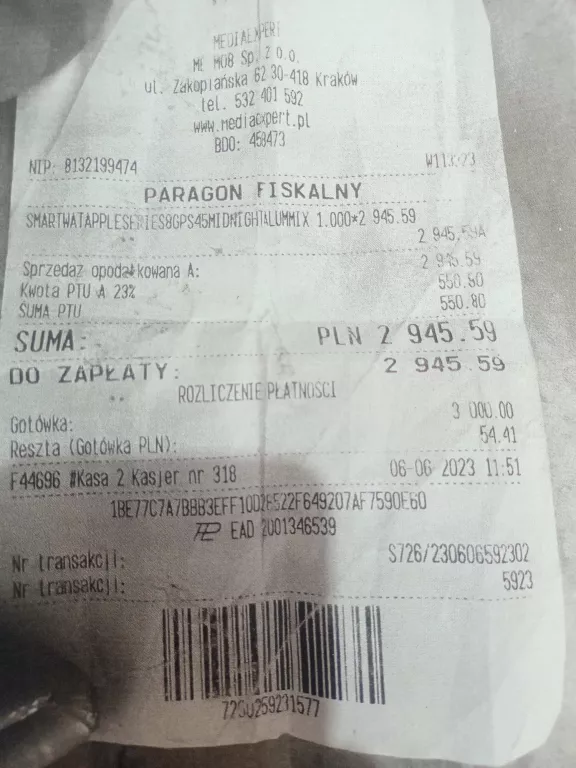 MEDIAEXPERT
ME MOB Sp. z o.o.
ul. Zakopiańska 62 30-418 Kraków
tel. 532 401 592
www.mediaexpert.pl
BDO: 458473
NIP: 8132199474
PARAGON FISKALNY
SMARTWATAPPLESERIES8GPS45MIDNIGHTALUMMIX 1.000*2 945.59
2 945.59A
Sprzedaż opodatkowana A: 2 945.59
Kwota PTU A 23% 550.80
SUMA PTU 550.80
SUMA: PLN 2 945.59
DO ZAPŁATY: 2 945.59
ROZLICZENIE PŁATNOŚCI
Gotówka: 3 000.00
Reszta (Gotówka PLN): 54.41
F44696 #Kasa 2 Kasjer nr 318 06-06-2023 11:51
EAD 2001346539
Nr transakcji: S726/230606592302
Nr transakcji: 5923